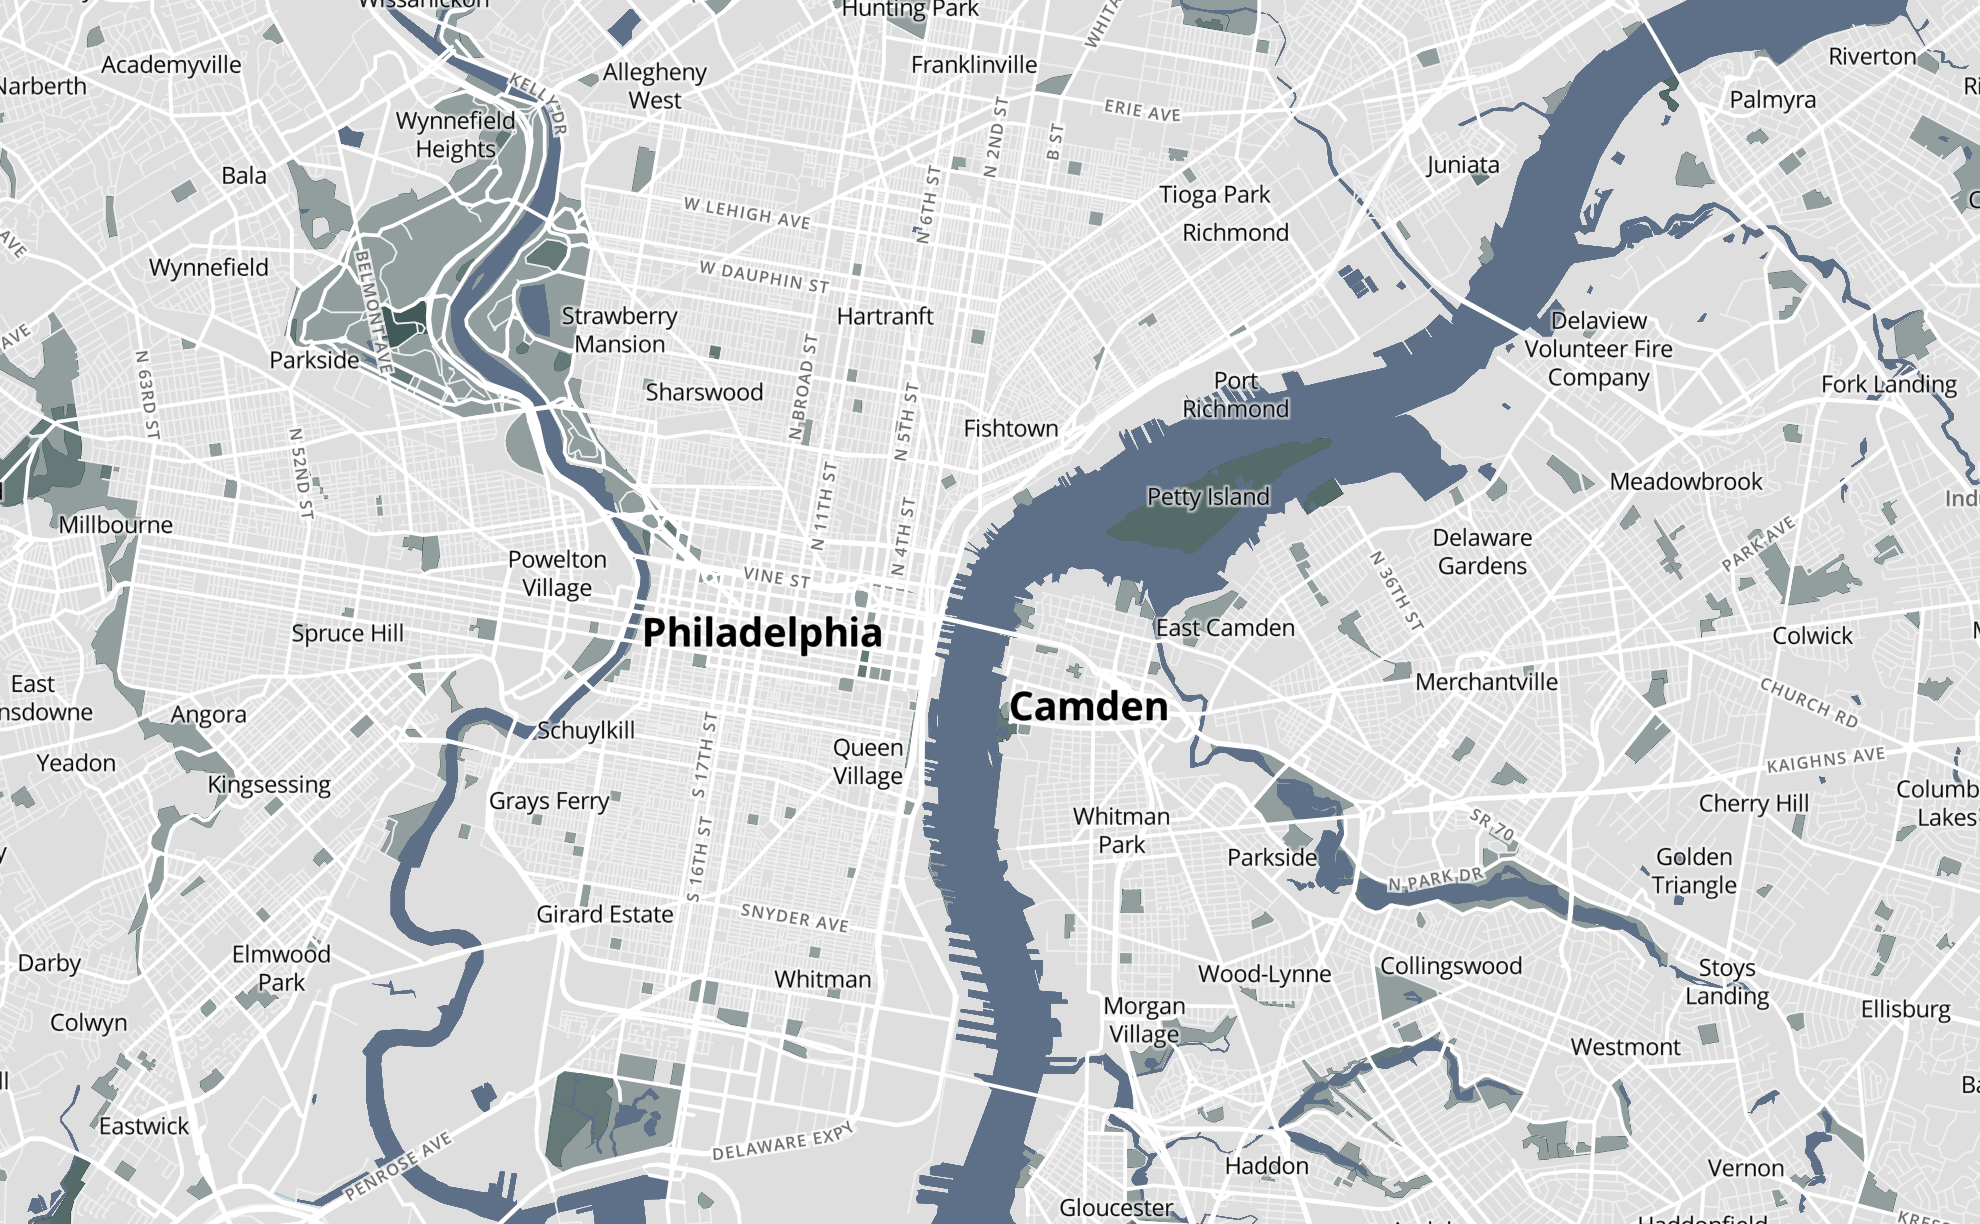 Wissahickon
Hunting Park
Academyville
Narberth
KELLY DR
Allegheny
West
Franklinville
Riverton
Palmyra
ERIE AVE
N 2ND ST
B ST
Wynnefield
Heights
Bala
Juniata
Tioga Park
Richmond
N 6TH ST
W LEHIGH AVE
AVE
Wynnefield
BELMONT AVE
W DAUPHIN ST
Strawberry
Mansion
Hartranft
Delaview
Volunteer Fire
Company
AVE
Parkside
N 63RD ST
N BROAD ST
Sharswood
N 5TH ST
Port
Richmond
Fork Landing
Fishtown
N 52ND ST
Petty Island
Meadowbrook
Millbourne
N 11TH ST
N 4TH ST
Delaware
Gardens
PARK AVE
Powelton
Village
VINE ST
N 36TH ST
Spruce Hill
Philadelphia
East Camden
Colwick
East
nsdowne
Angora
Camden
Merchantville
CHURCH RD
Schuylkill
Yeadon
Kingsessing
S 17TH ST
Queen
Village
KAIGHNS AVE
Grays Ferry
Whitman
Park
Cherry Hill
Columb
Lakes
SR 70
S 16TH ST
Parkside
N PARK DR
Golden
Triangle
Girard Estate
SNYDER AVE
Darby
Elmwood
Park
Whitman
Wood-Lynne
Collingswood
Stoys
Landing
Colwyn
Morgan
Village
Ellisburg
Westmont
Ba
Eastwick
DELAWARE EXPY
PENROSE AVE
Haddon
Vernon
Gloucester
Haddonfield